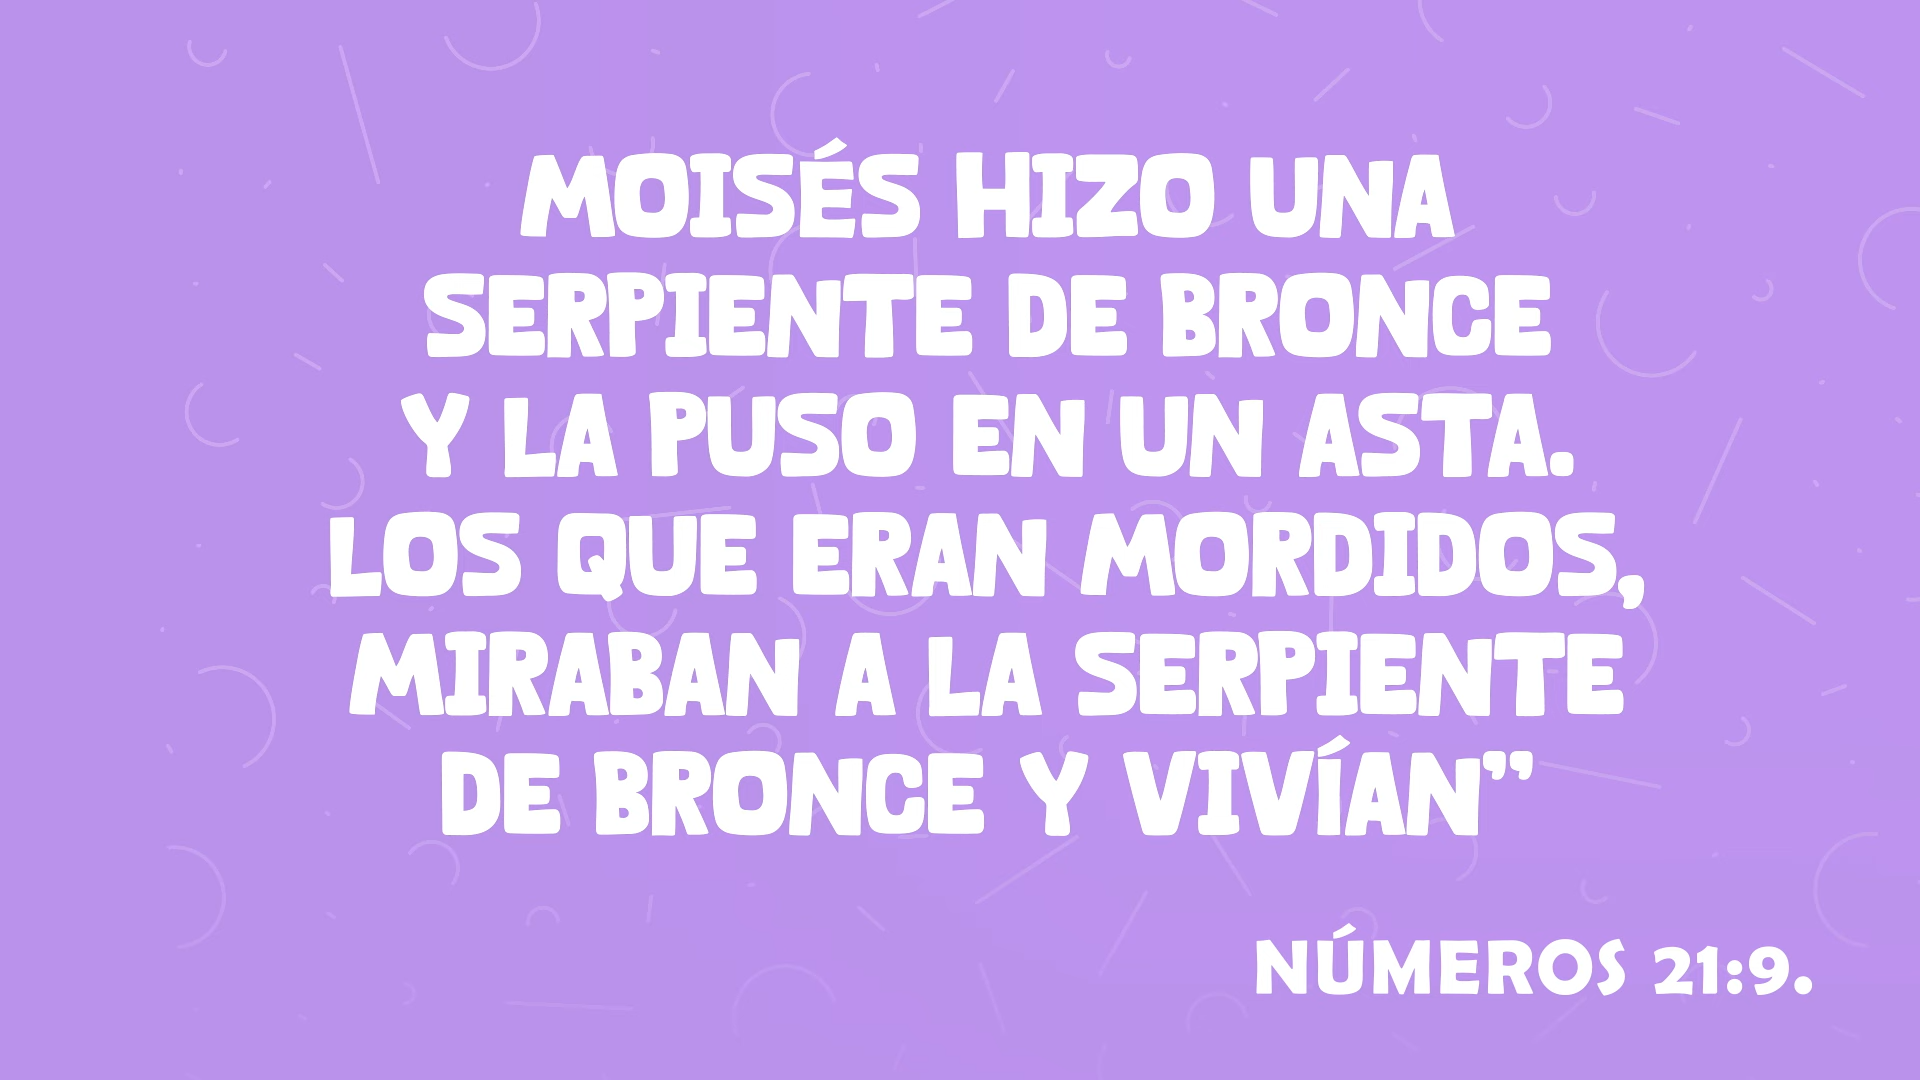 MOISÉS HIZO UNA
SERPIENTE DE BRONCE
Y LA PUSO EN UN ASTA.
LOS QUE ERAN MORDIDOS,
MIRABAN A LA SERPIENTE
DE BRONCE Y VIVÍAN”
NÚMEROS 21:9.